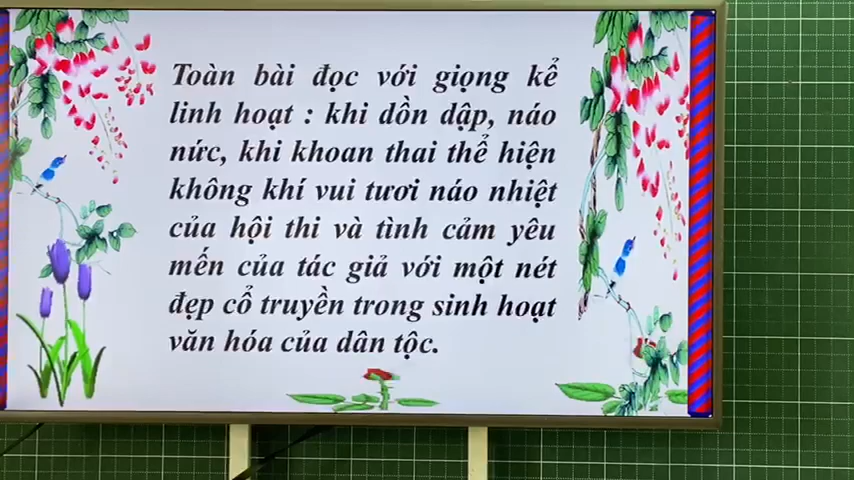 Toàn bài đọc với giọng kể
linh hoạt : khi dồn dập, náo
nức, khi khoan thai thể hiện
không khí vui tươi náo nhiệt
của hội thi và tình cảm yêu
mến của tác giả với một nét
đẹp cổ truyền trong sinh hoạt
văn hóa của dân tộc.